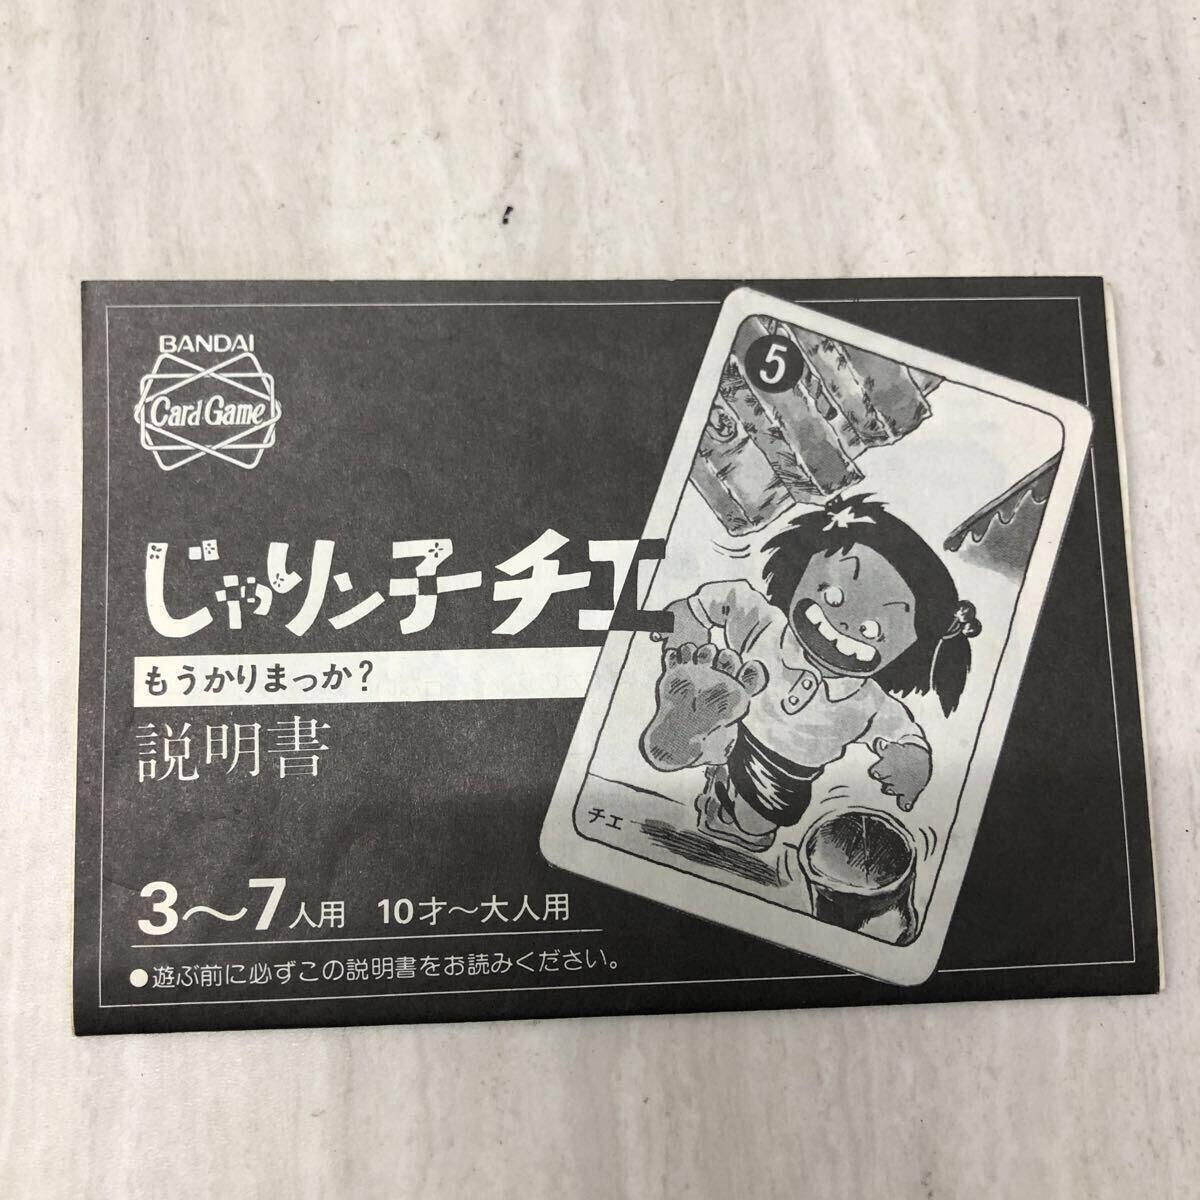 BANDAI
Card Game
じゃリン子チエ
もうかりまっか?
説明書
3〜7人用 10才〜大人用
●遊ぶ前に必ずこの説明書をお読みください。
5
チエ